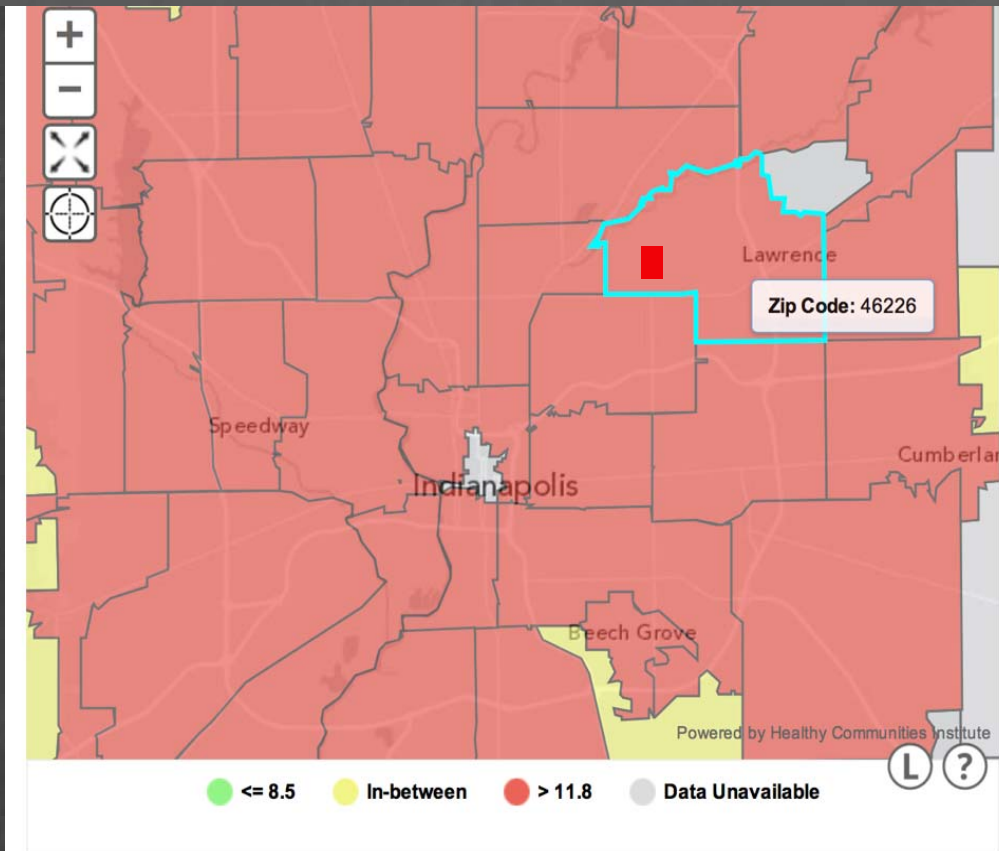 +
−
Lawrence
Zip Code: 46226
Speedway
Cumberlar
Indianapolis
Beech Grove
Powered by Healthy Communities Institute
L ?
<= 8.5 In-between > 11.8 Data Unavailable